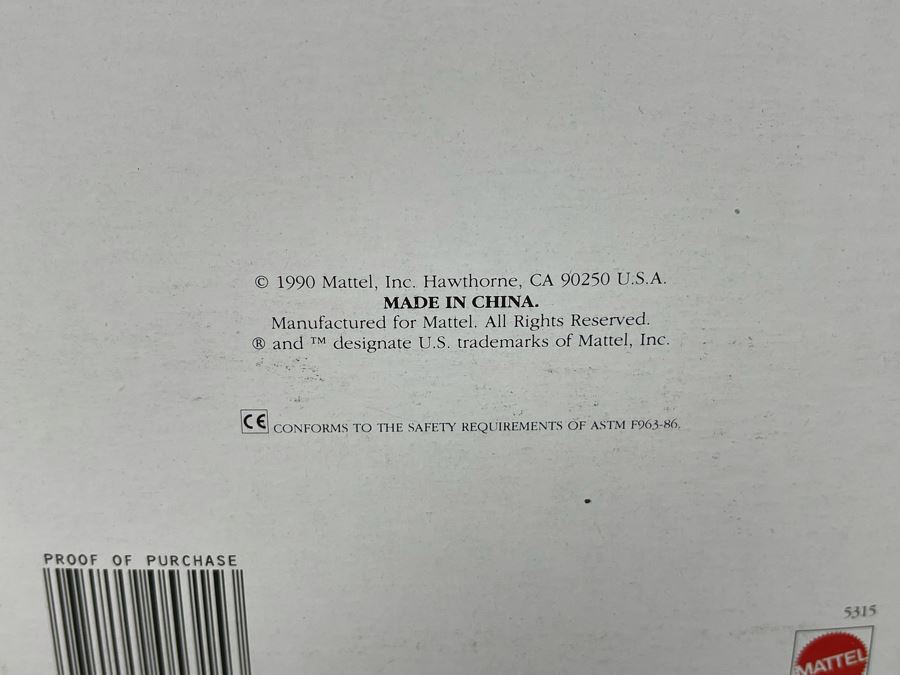 © 1990 Mattel, Inc. Hawthorne, CA 90250 U.S.A.
MADE IN CHINA.
Manufactured for Mattel. All Rights Reserved.
® and ™ designate U.S. trademarks of Mattel, Inc.
CE CONFORMS TO THE SAFETY REQUIREMENTS OF ASTM F963-86.
PROOF OF PURCHASE
5315
MATTEL